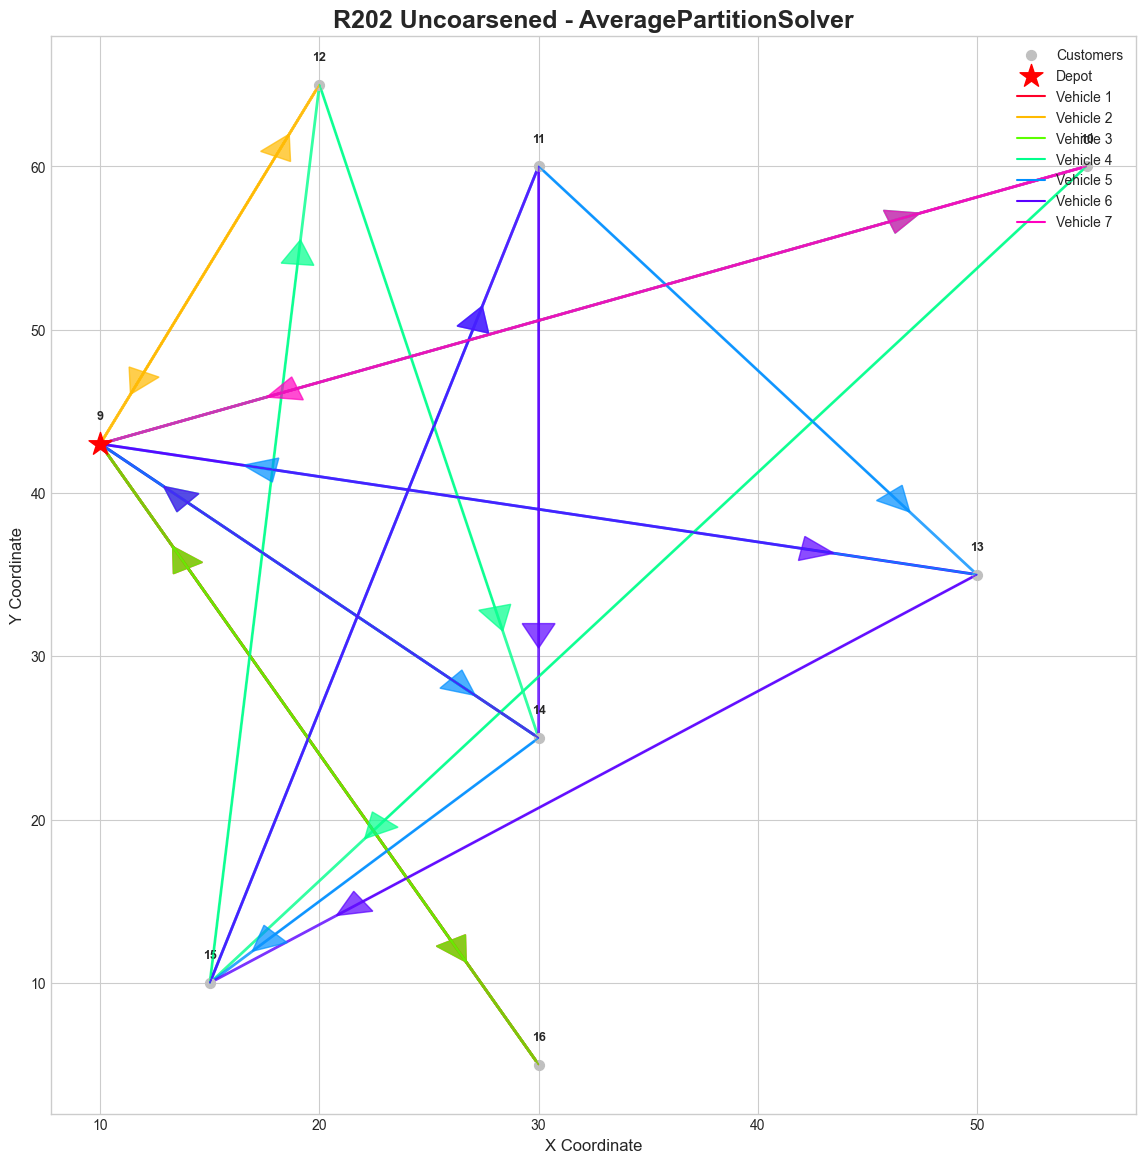 R202 Uncoarsened - AveragePartitionSolver
Customers
Depot
Vehicle 1
Vehicle 2
Vehicle 3
Vehicle 4
Vehicle 5
Vehicle 6
Vehicle 7
12
11
10
9
13
14
15
16
60
50
40
30
20
10
Y Coordinate
10
20
30
40
50
X Coordinate